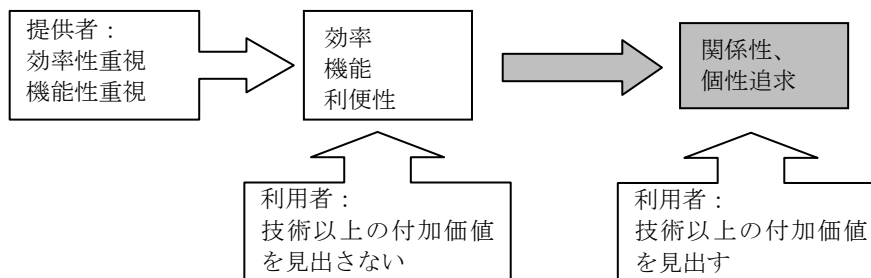 提供者：
効率性重視
機能性重視
効率
機能
利便性
関係性、
個性追求
利用者：
技術以上の付加価値
を見出さない
利用者：
技術以上の付加価値
を見出す